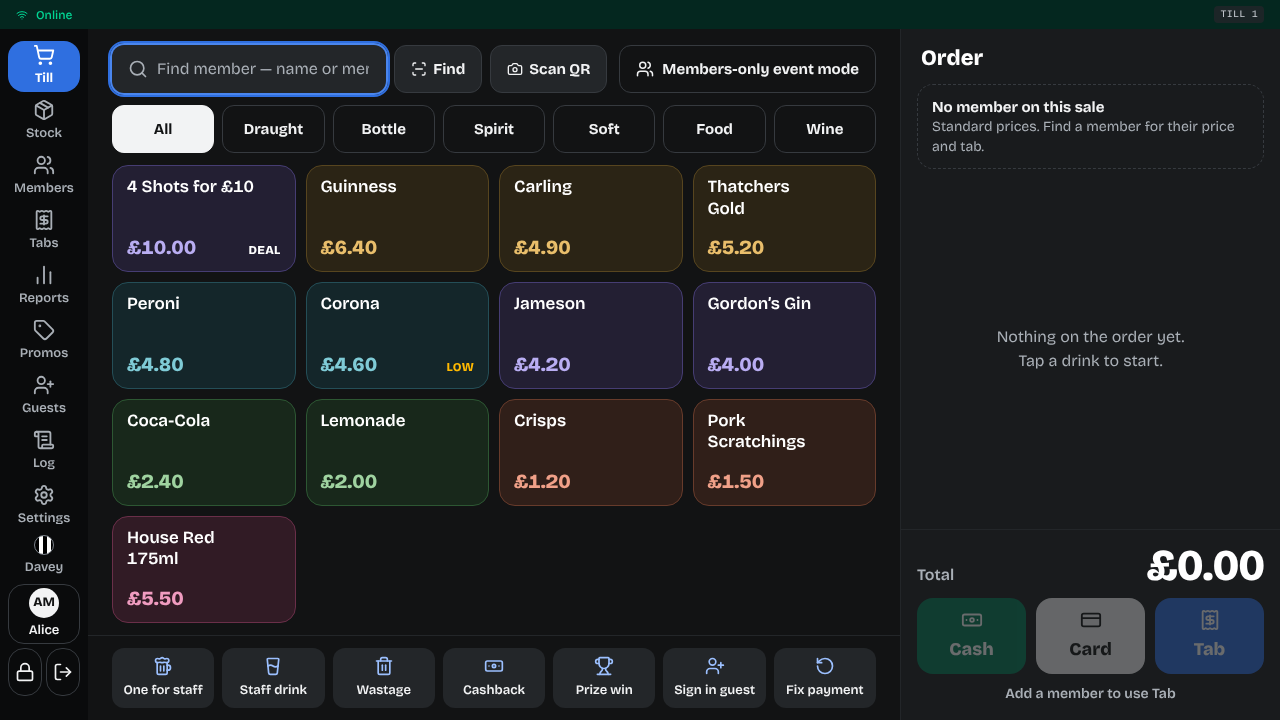 Online
TILL 1
Till
Stock
Members
Tabs
Reports
Promos
Guests
Log
Settings
Davey
AM
Alice
Find member — name or mer
Find
Scan QR
Members-only event mode
All
Draught
Bottle
Spirit
Soft
Food
Wine
4 Shots for £10
£10.00
DEAL
Guinness
£6.40
Carling
£4.90
Thatchers
Gold
£5.20
Peroni
£4.80
Corona
£4.60
LOW
Jameson
£4.20
Gordon's Gin
£4.00
Coca-Cola
£2.40
Lemonade
£2.00
Crisps
£1.20
Pork
Scratchings
£1.50
House Red
175ml
£5.50
One for staff
Staff drink
Wastage
Cashback
Prize win
Sign in guest
Fix payment
Order
No member on this sale
Standard prices. Find a member for their price
and tab.
Nothing on the order yet.
Tap a drink to start.
Total
£0.00
Cash
Card
Tab
Add a member to use Tab